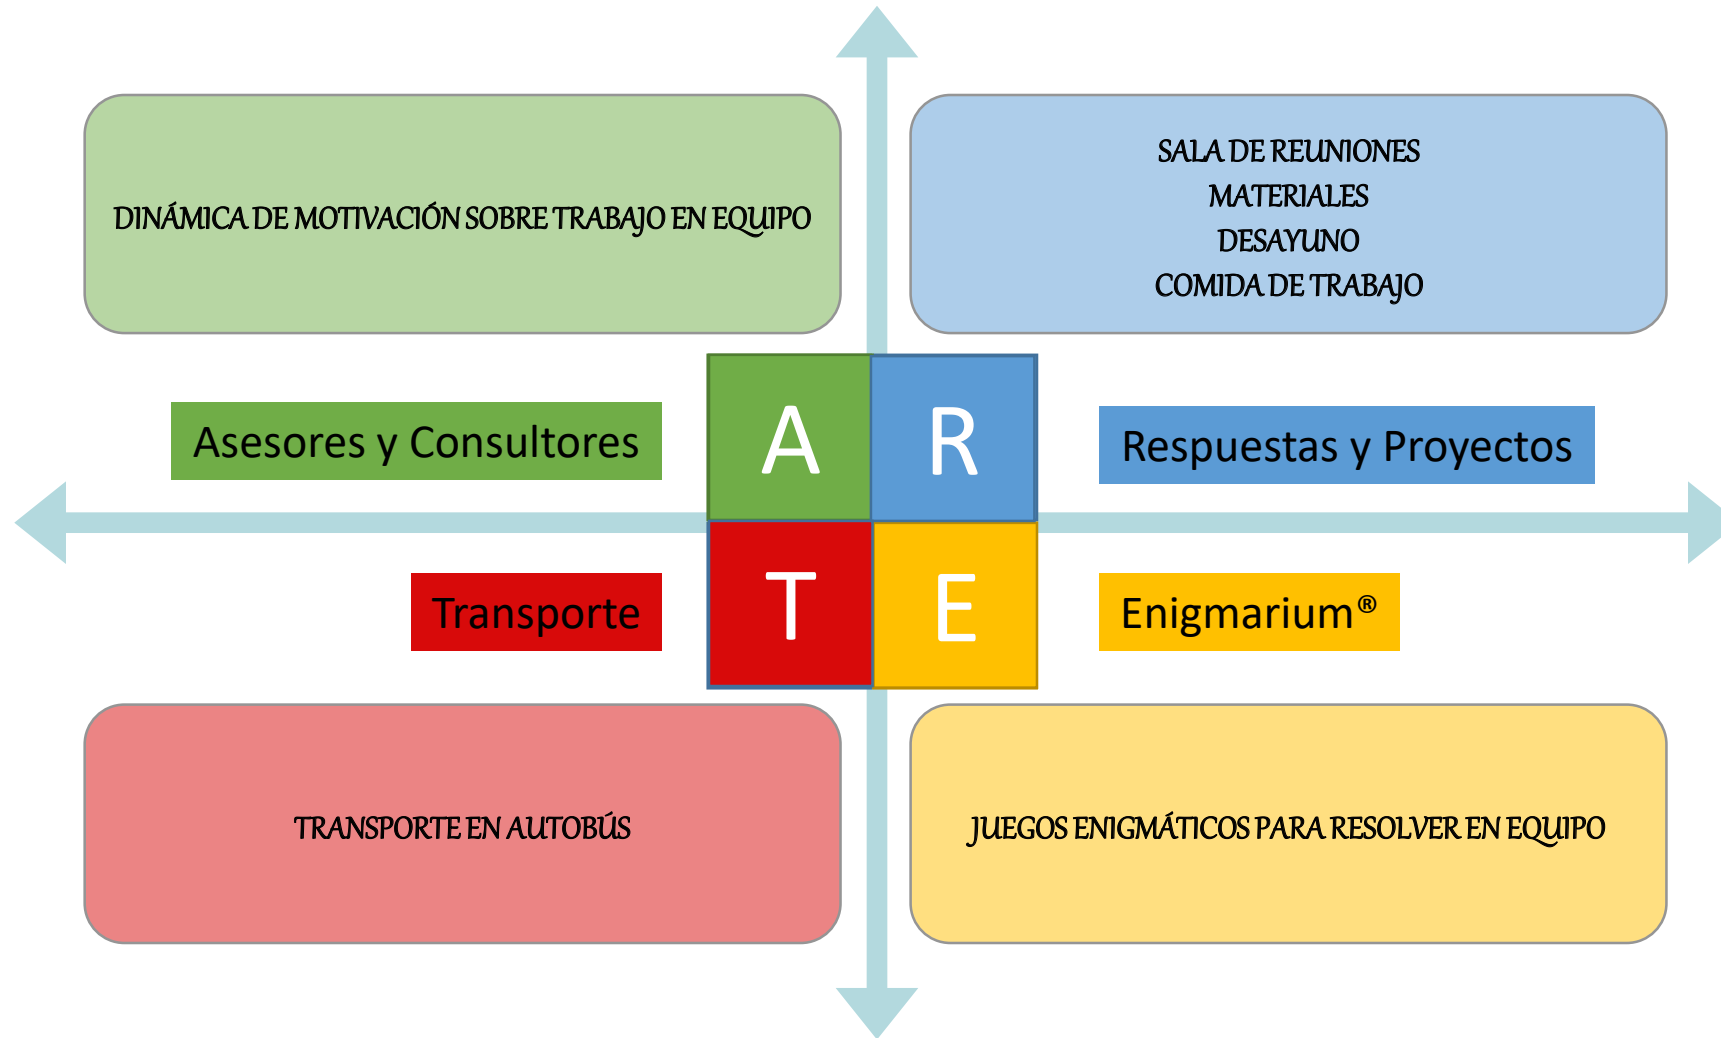 DINÁMICA DE MOTIVACIÓN SOBRE TRABAJO EN EQUIPO
SALA DE REUNIONES
MATERIALES
DESAYUNO
COMIDA DE TRABAJO
Asesores y Consultores
A
R
Respuestas y Proyectos
Transporte
T
E
Enigmarium®
TRANSPORTE EN AUTOBÚS
JUEGOS ENIGMÁTICOS PARA RESOLVER EN EQUIPO